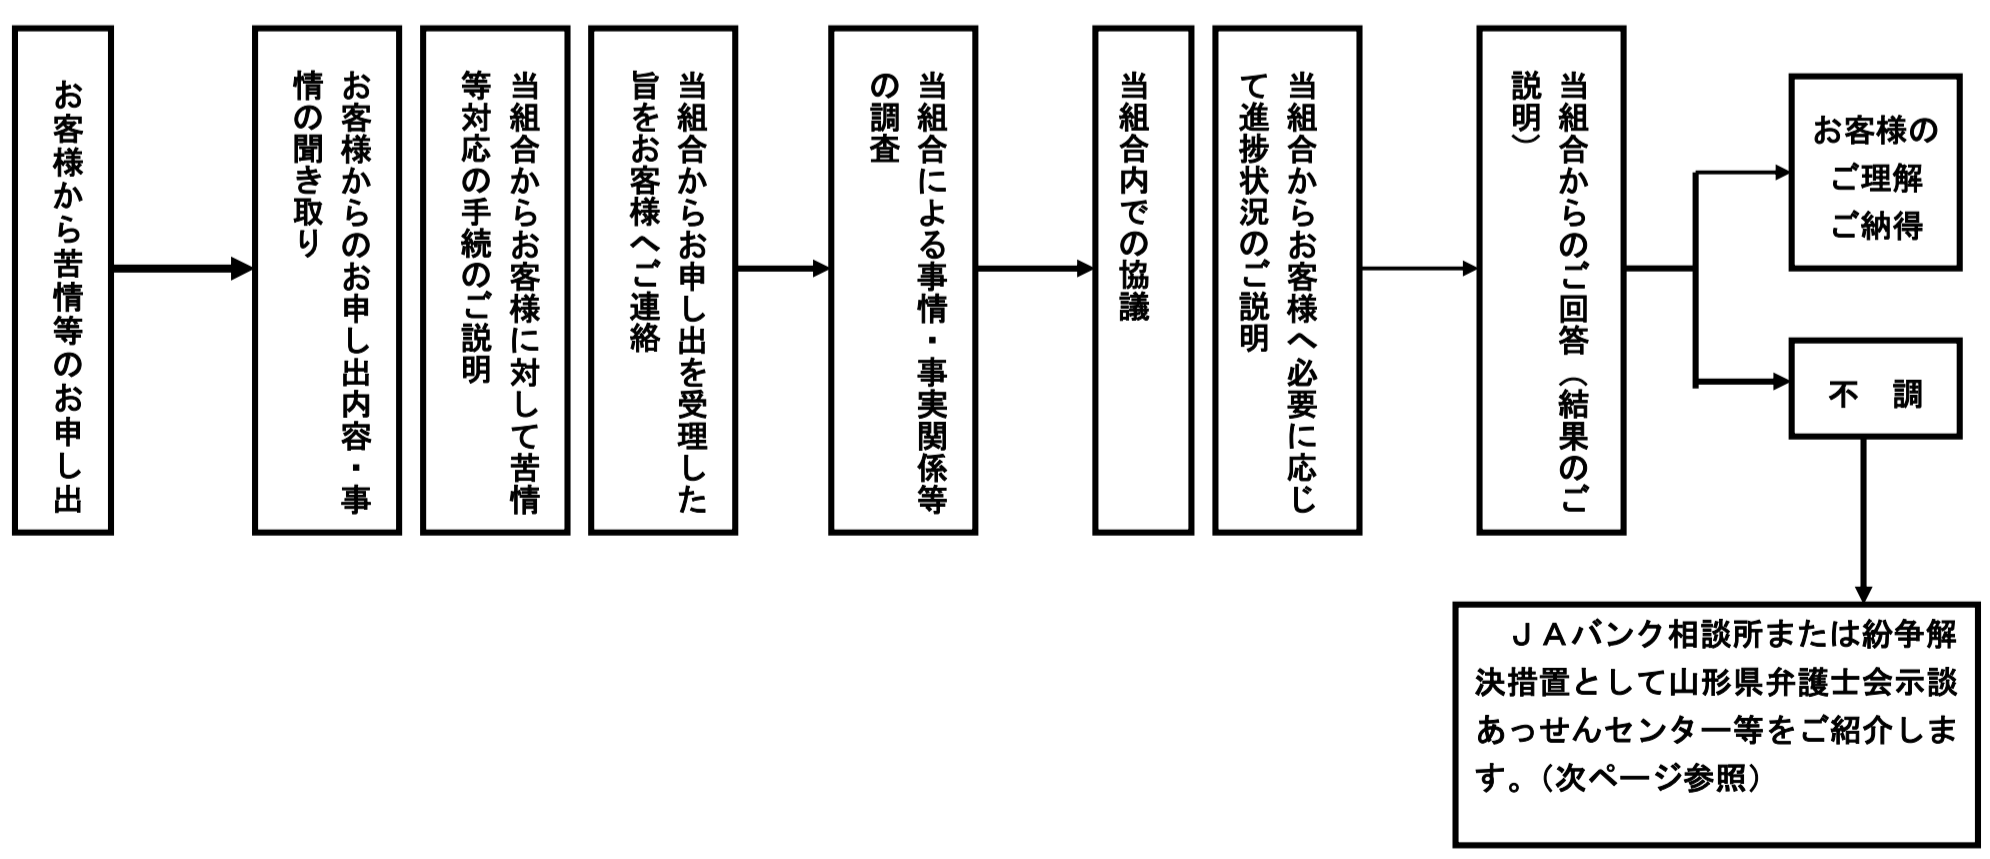 お客様から苦情等のお申し出
お客様からのお申し出内容・事
情の聞き取り
当組合からお客様に対して苦情
等対応の手続のご説明
当組合からお申し出を受理した
旨をお客様へご連絡
当組合による事情・事実関係等
の調査
当組合内での協議
当組合からお客様へ必要に応じ
て進捗状況のご説明
当組合からのご回答（結果のご
説明）
お客様の
ご理解
ご納得
不　調
ＪＡバンク相談所または紛争解
決措置として山形県弁護士会示談
あっせんセンター等をご紹介しま
す。（次ページ参照）